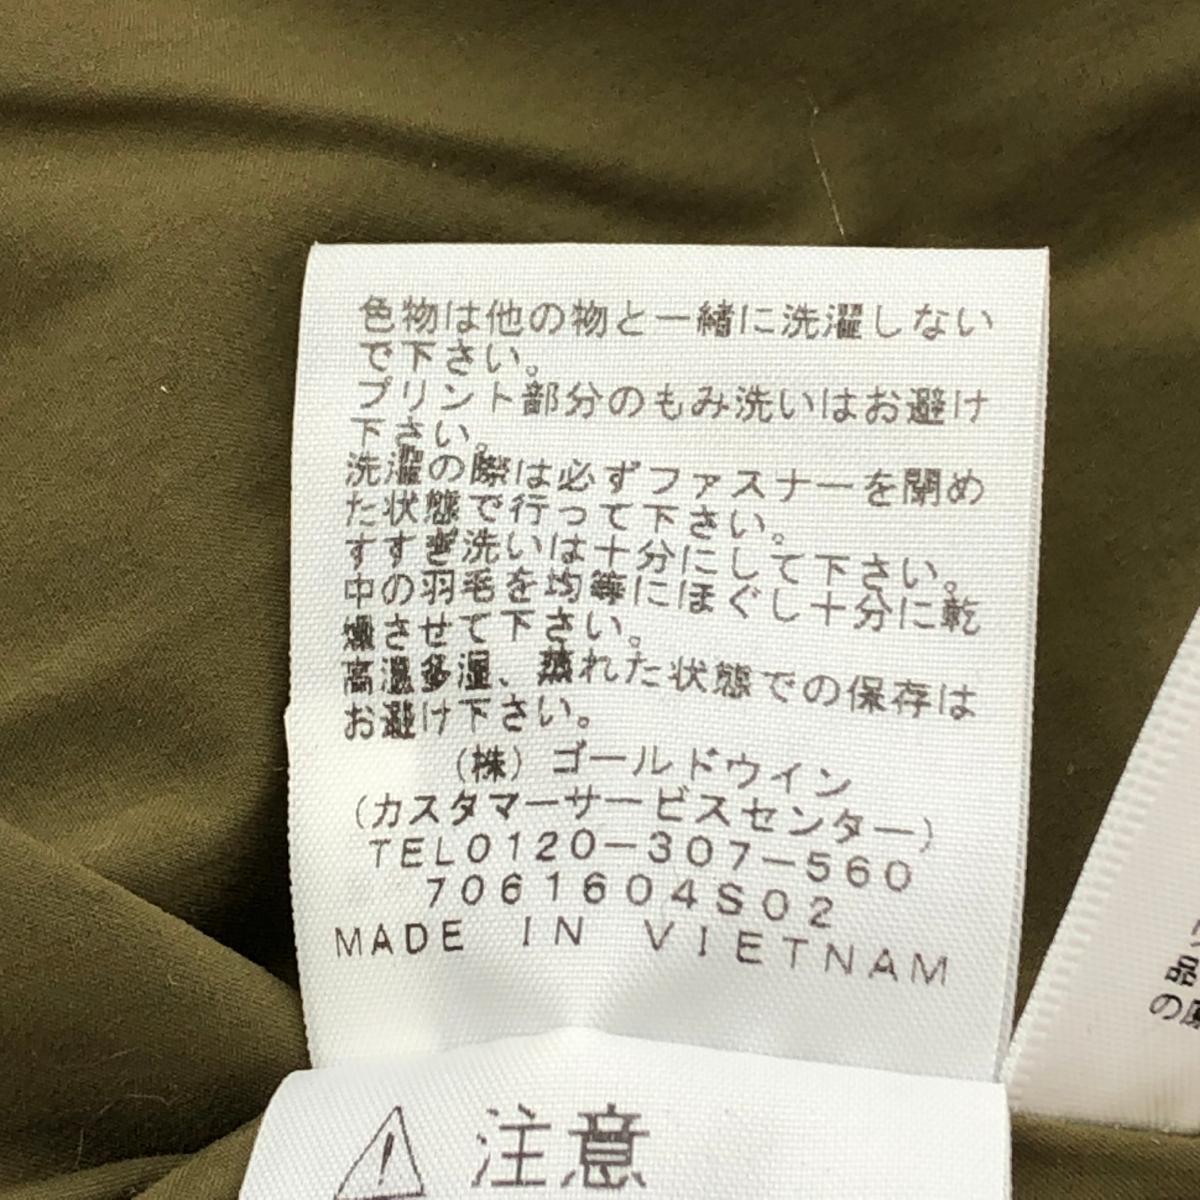 色物は他の物と一緒に洗濯しない
で下さい。
プリント部分のもみ洗いはお避け
下さい。
洗濯の際は必ずファスナーを閉め
た状態で行って下さい。
すすぎ洗いは十分にして下さい。
中の羽毛を均等にほぐし十分に乾
燥させて下さい。
高温多湿、蒸れた状態での保存は
お避け下さい。
(株)ゴールドウイン
(カスタマーサービスセンター)
TEL0120-307-560
7061604S02
MADE IN VIETNAM
注意
品
の